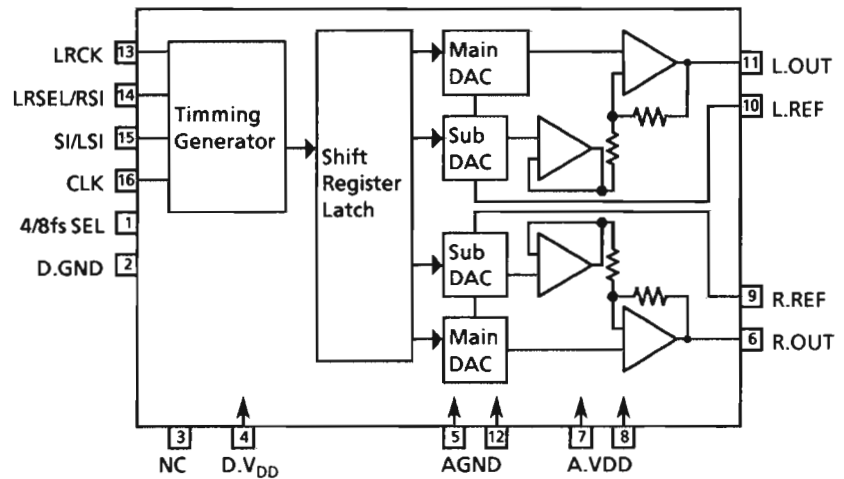 LRCK 13
LRSEL/RSI 14
SI/LSI 15
CLK 16
4/8fs SEL 1
D.GND 2
Timming
Generator
Shift
Register
Latch
Main
DAC
Sub
DAC
Sub
DAC
Main
DAC
11 L.OUT
10 L.REF
9 R.REF
6 R.OUT
3 4 5 12 7 8
NC D.VDD AGND A.VDD